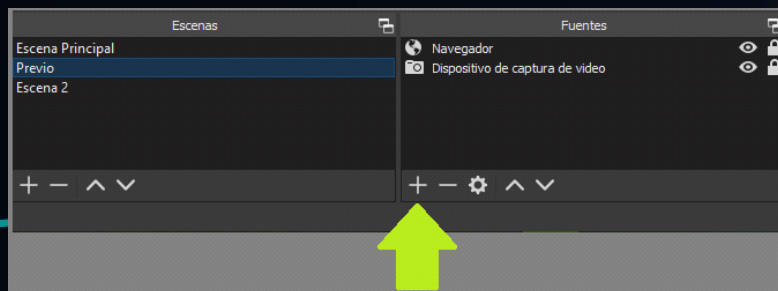 Escenas
Escena Principal
Previo
Escena 2
Fuentes
Navegador
Dispositivo de captura de video